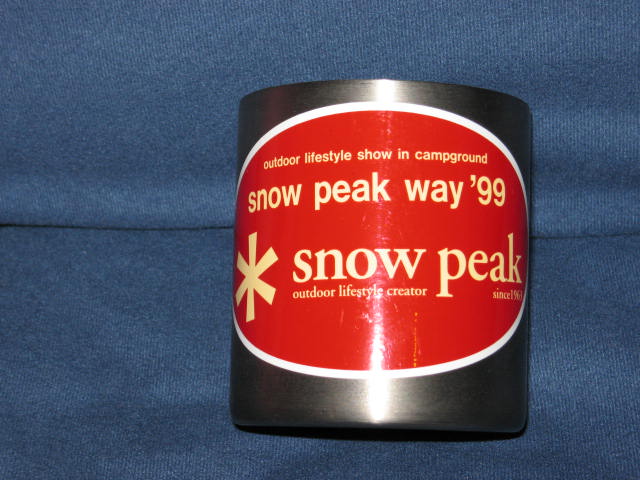 outdoor lifestyle show in campground
snow peak way '99
snow peak
outdoor lifestyle creator since1963